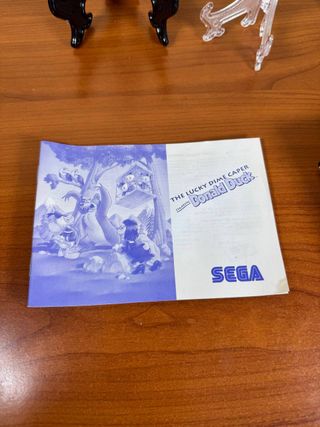 THE LUCKY DIME CAPER
Donald Duck
SEGA